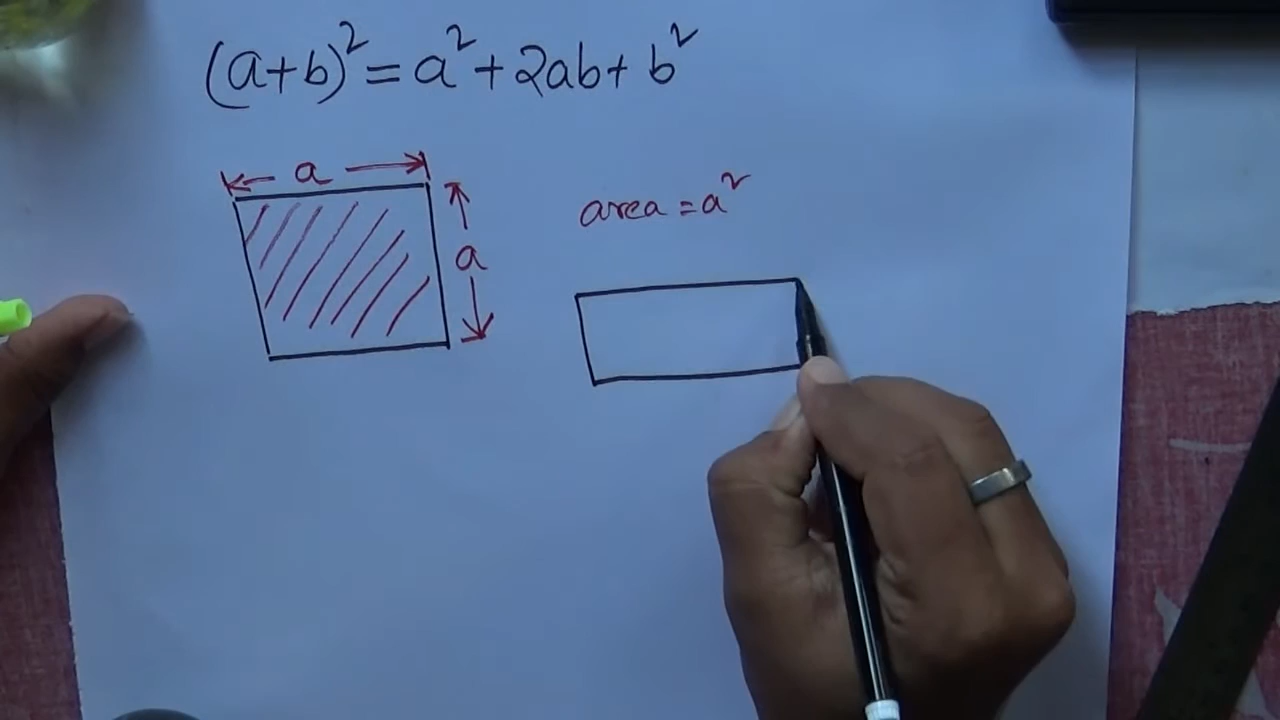 (a+b)² = a² + 2ab + b²
a
area = a²
a